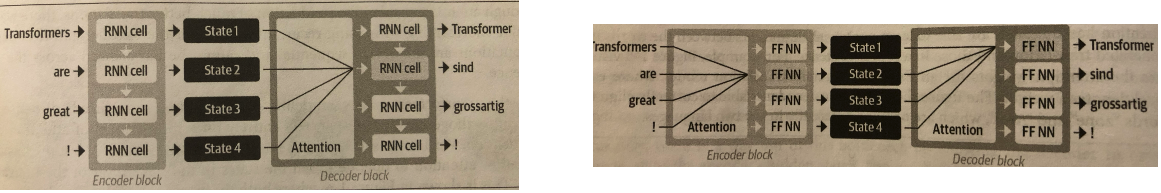 Transformers RNN cell State 1 RNN cell Transformer
are RNN cell State 2 RNN cell sind
great RNN cell State 3 RNN cell grossartig
! RNN cell State 4 Attention RNN cell !
Encoder block Decoder block
Transformers FF NN State 1 FF NN Transformer
are FF NN State 2 FF NN sind
great FF NN State 3 FF NN grossartig
! Attention FF NN State 4 Attention FF NN !
Encoder block Decoder block